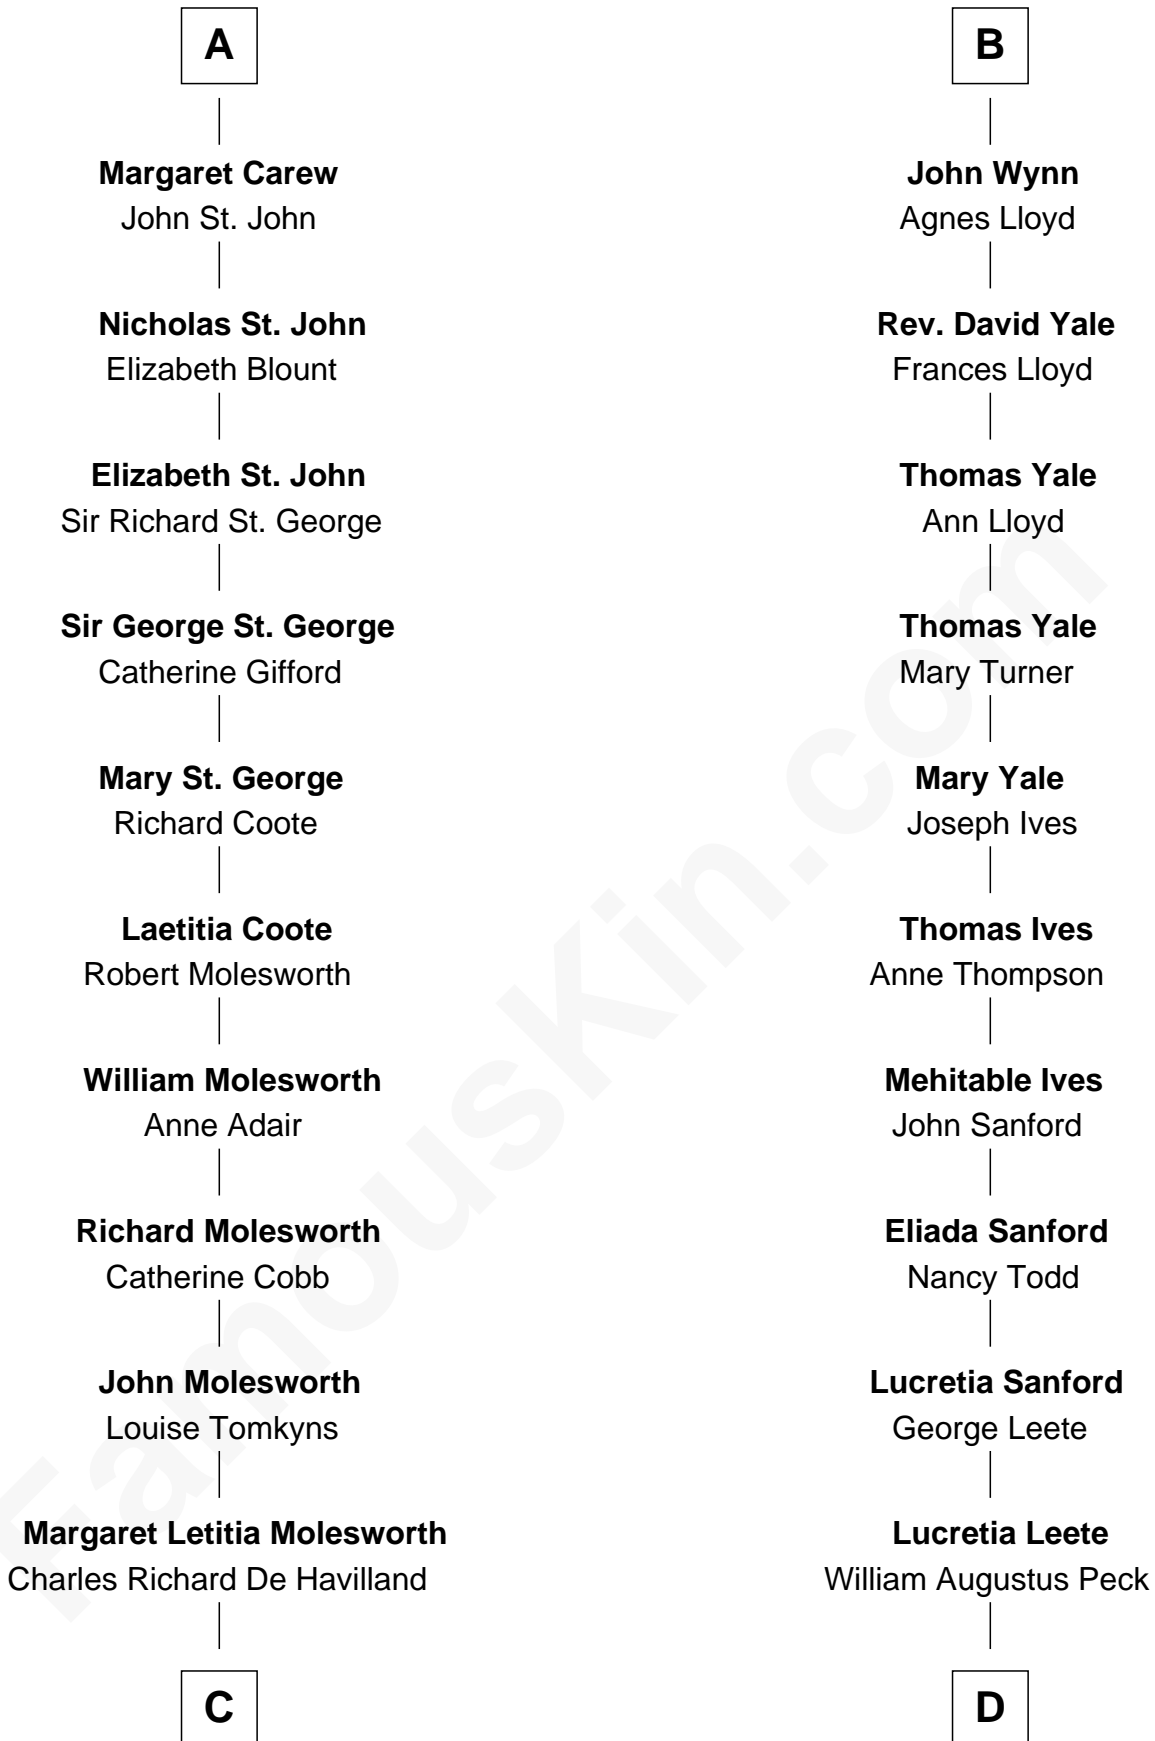 A
Margaret Carew
John St. John
Nicholas St. John
Elizabeth Blount
Elizabeth St. John
Sir Richard St. George
Sir George St. George
Catherine Gifford
Mary St. George
Richard Coote
Laetitia Coote
Robert Molesworth
William Molesworth
Anne Adair
Richard Molesworth
Catherine Cobb
John Molesworth
Louise Tomkyns
Margaret Letitia Molesworth
Charles Richard De Havilland
C
B
John Wynn
Agnes Lloyd
Rev. David Yale
Frances Lloyd
Thomas Yale
Ann Lloyd
Thomas Yale
Mary Turner
Mary Yale
Joseph Ives
Thomas Ives
Anne Thompson
Mehitable Ives
John Sanford
Eliada Sanford
Nancy Todd
Lucretia Sanford
George Leete
Lucretia Leete
William Augustus Peck
D
FamousKin.com